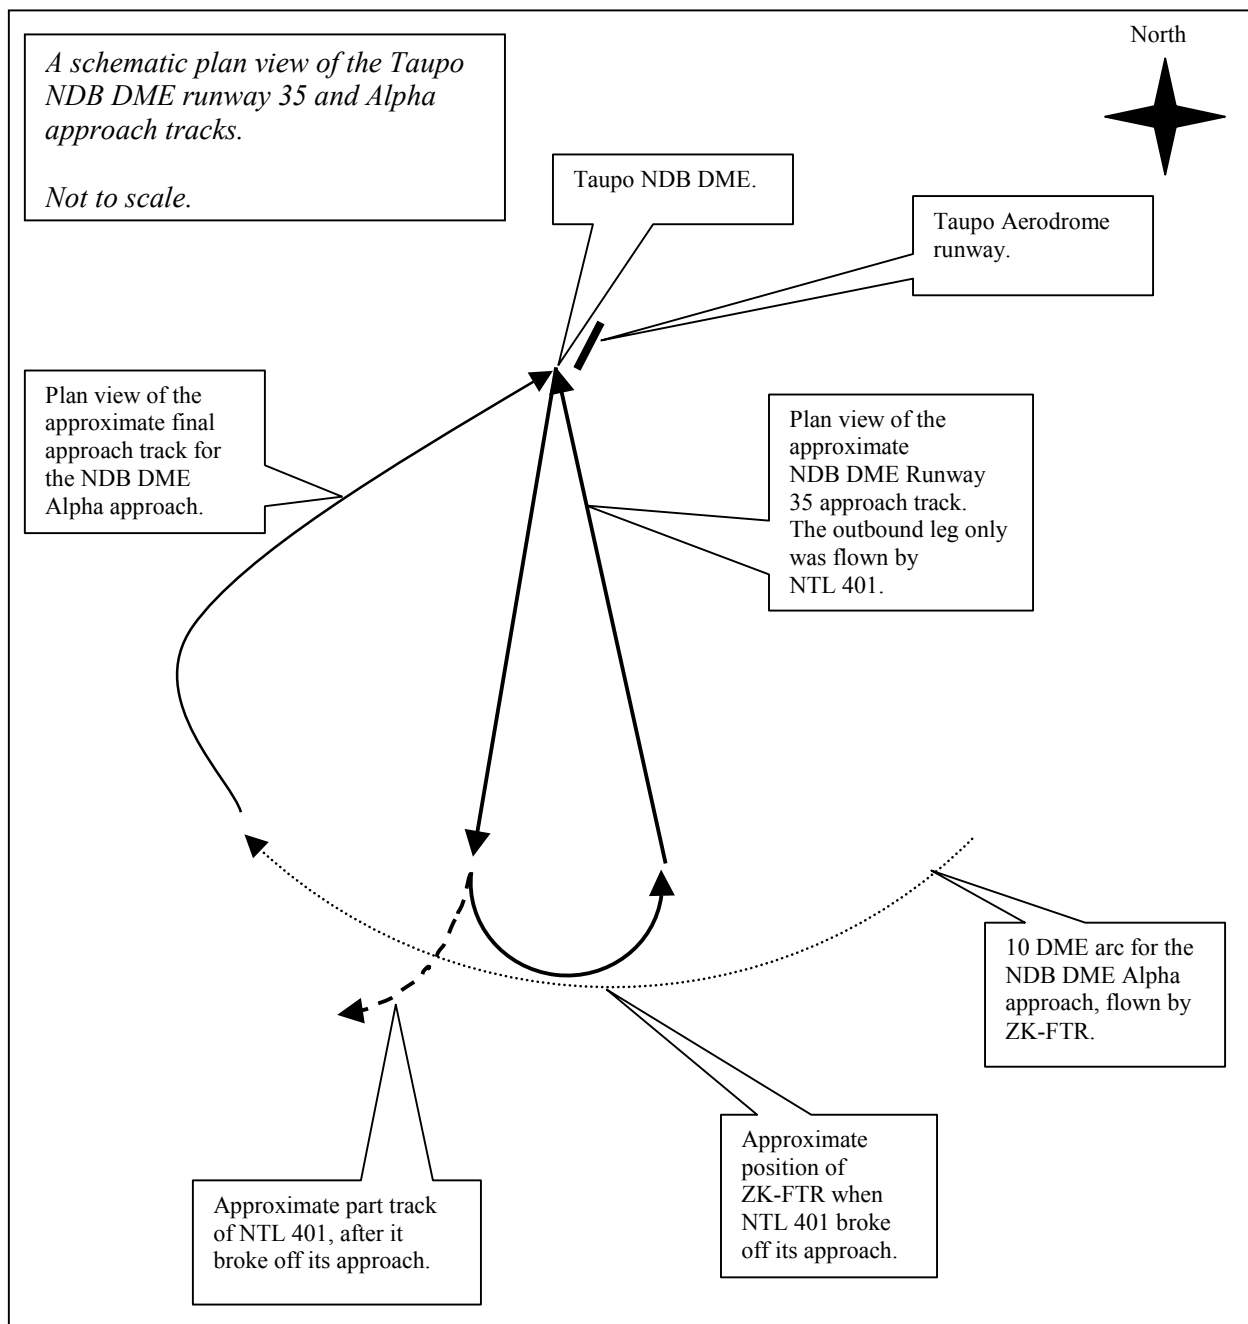 A schematic plan view of the Taupo
NDB DME runway 35 and Alpha
approach tracks.
Not to scale.
North
Taupo NDB DME.
Taupo Aerodrome
runway.
Plan view of the
approximate final
approach track for
the NDB DME
Alpha approach.
Plan view of the
approximate
NDB DME Runway
35 approach track.
The outbound leg only
was flown by
NTL 401.
10 DME arc for the
NDB DME Alpha
approach, flown by
ZK-FTR.
Approximate
position of
ZK-FTR when
NTL 401 broke
off its approach.
Approximate part track
of NTL 401, after it
broke off its approach.